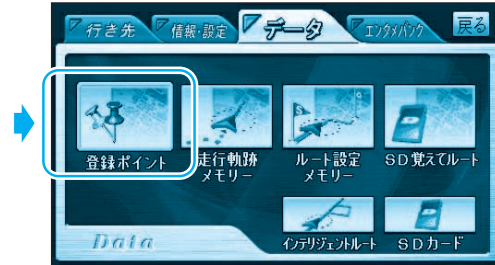 行き先 情報・設定 データ エンタメバンク 戻る
登録ポイント 走行軌跡 ルート設定 SD覚えてルート
メモリー メモリー
インテリジェントルート SDカード
Data